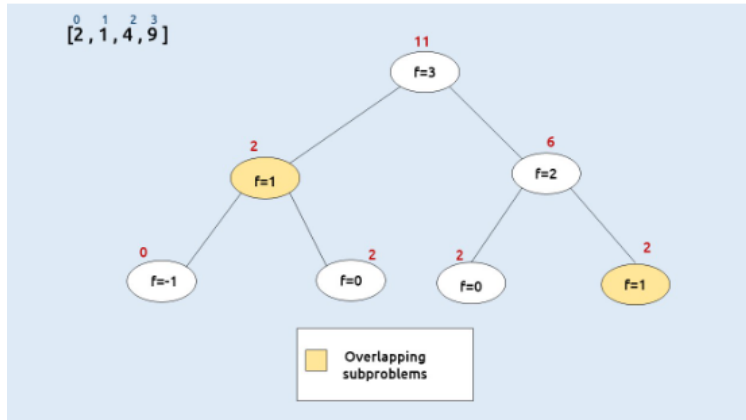 0 1 2 3
[2,1,4,9]
11
f=3
2
6
f=1
f=2
0
2
2
2
f=-1
f=0
f=0
f=1
Overlapping
subproblems